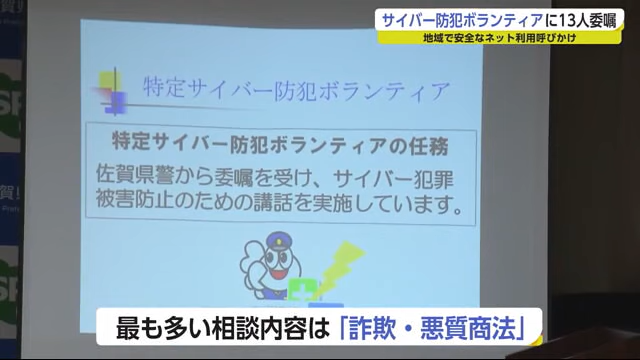 サイバー防犯ボランティアに13人委嘱
地域で安全なネット利用呼びかけ
特定サイバー防犯ボランティア
特定サイバー防犯ボランティアの任務
佐賀県警から委嘱を受け、サイバー犯罪
被害防止のための講話を実施しています。
最も多い相談内容は「詐欺・悪質商法」